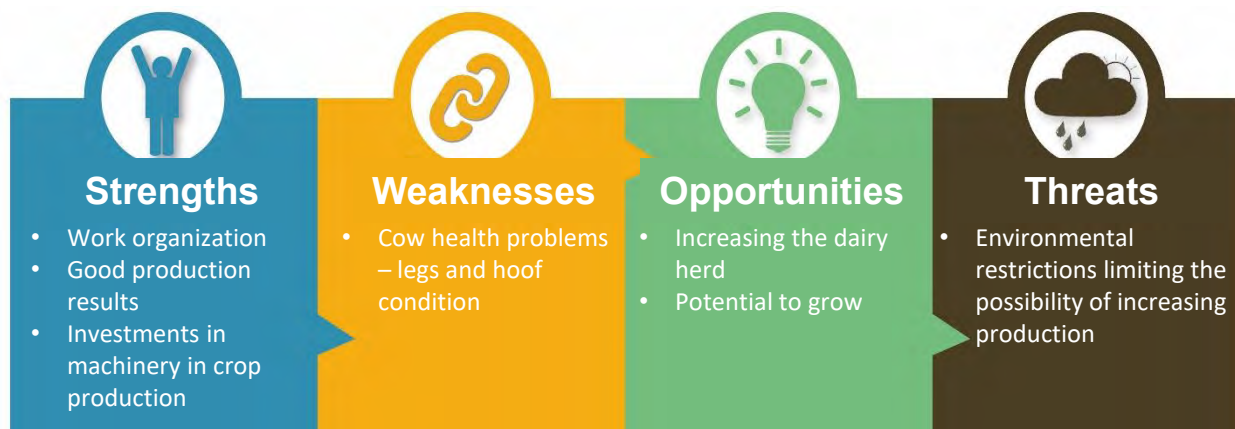 Strengths
• Work organization
• Good production
results
• Investments in
machinery in crop
production
Weaknesses
• Cow health problems
– legs and hoof
condition
Opportunities
• Increasing the dairy
herd
• Potential to grow
Threats
• Environmental
restrictions limiting the
possibility of increasing
production